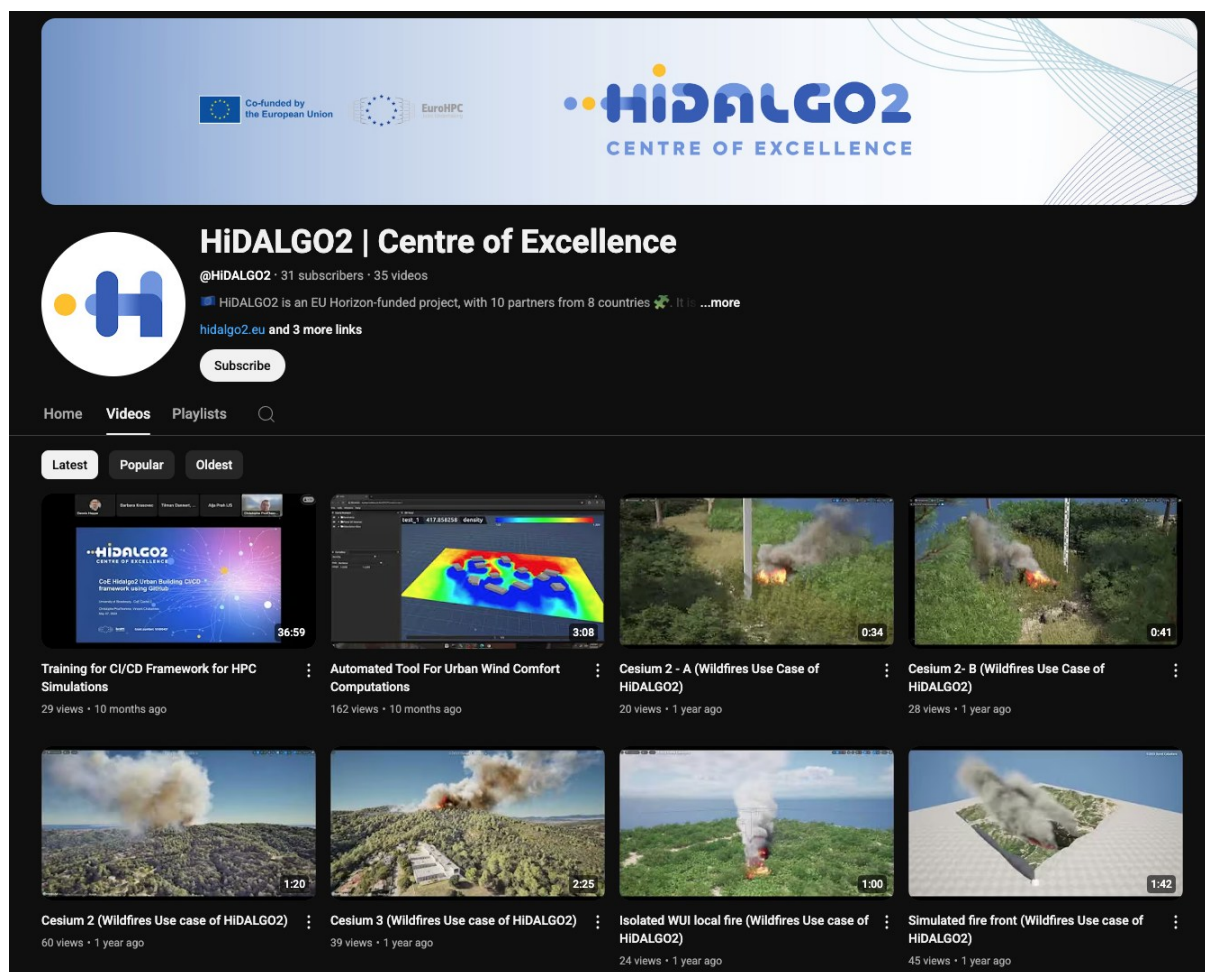 Co-funded by
the European Union
EuroHPC
HiDALGO2
CENTRE OF EXCELLENCE
HiDALGO2 | Centre of Excellence
@HiDALGO2 · 31 subscribers · 35 videos
HiDALGO2 is an EU Horizon-funded project, with 10 partners from 8 countries . It is ...more
hidalgo2.eu and 3 more links
Subscribe
Home Videos Playlists
Latest Popular Oldest
HiDALGO2
CENTRE OF EXCELLENCE
CoE Hidalgo2 Urban Building CI/CD
framework using GitHub
36:59
test_1 417.858256 density
3:08
0:34
0:41
Training for CI/CD Framework for HPC
Simulations
29 views • 10 months ago
Automated Tool For Urban Wind Comfort
Computations
162 views • 10 months ago
Cesium 2 - A (Wildfires Use Case of
HiDALGO2)
20 views • 1 year ago
Cesium 2- B (Wildfires Use Case of
HiDALGO2)
28 views • 1 year ago
1:20
2:25
1:00
1:42
Cesium 2 (Wildfires Use case of HiDALGO2)
60 views • 1 year ago
Cesium 3 (Wildfires Use case of HiDALGO2)
39 views • 1 year ago
Isolated WUI local fire (Wildfires Use case of
HiDALGO2)
24 views • 1 year ago
Simulated fire front (Wildfires Use case of
HiDALGO2)
45 views • 1 year ago